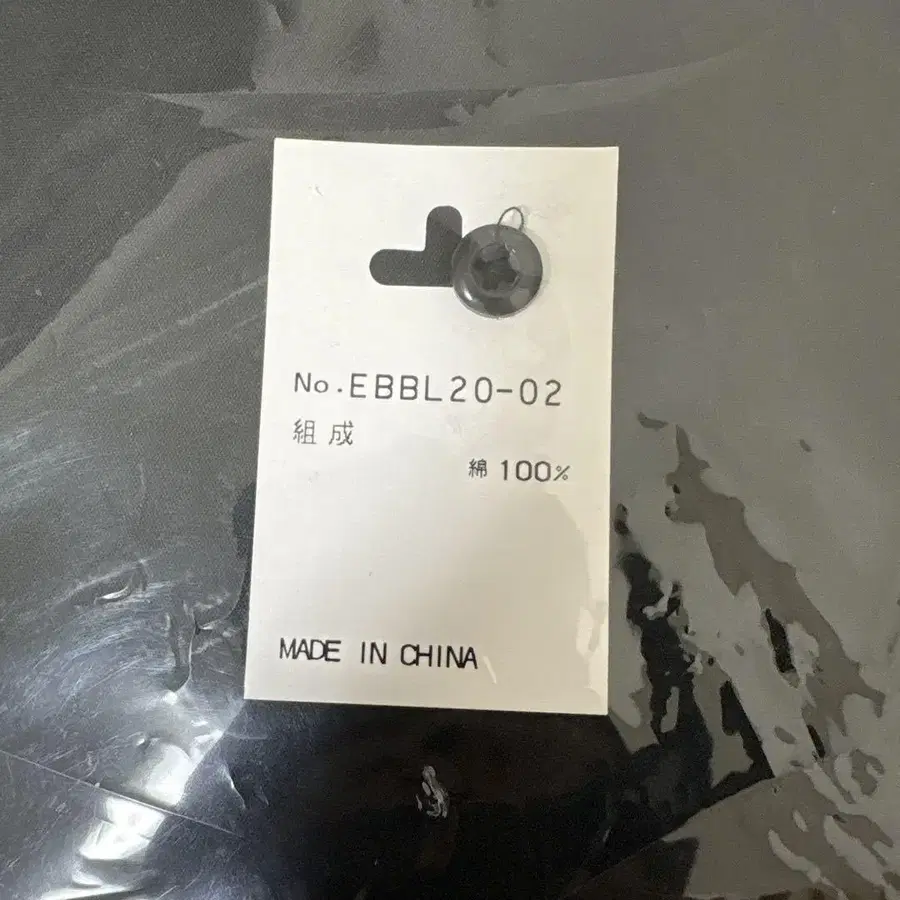 No.EBBL20-02
組成
綿 100%
MADE IN CHINA